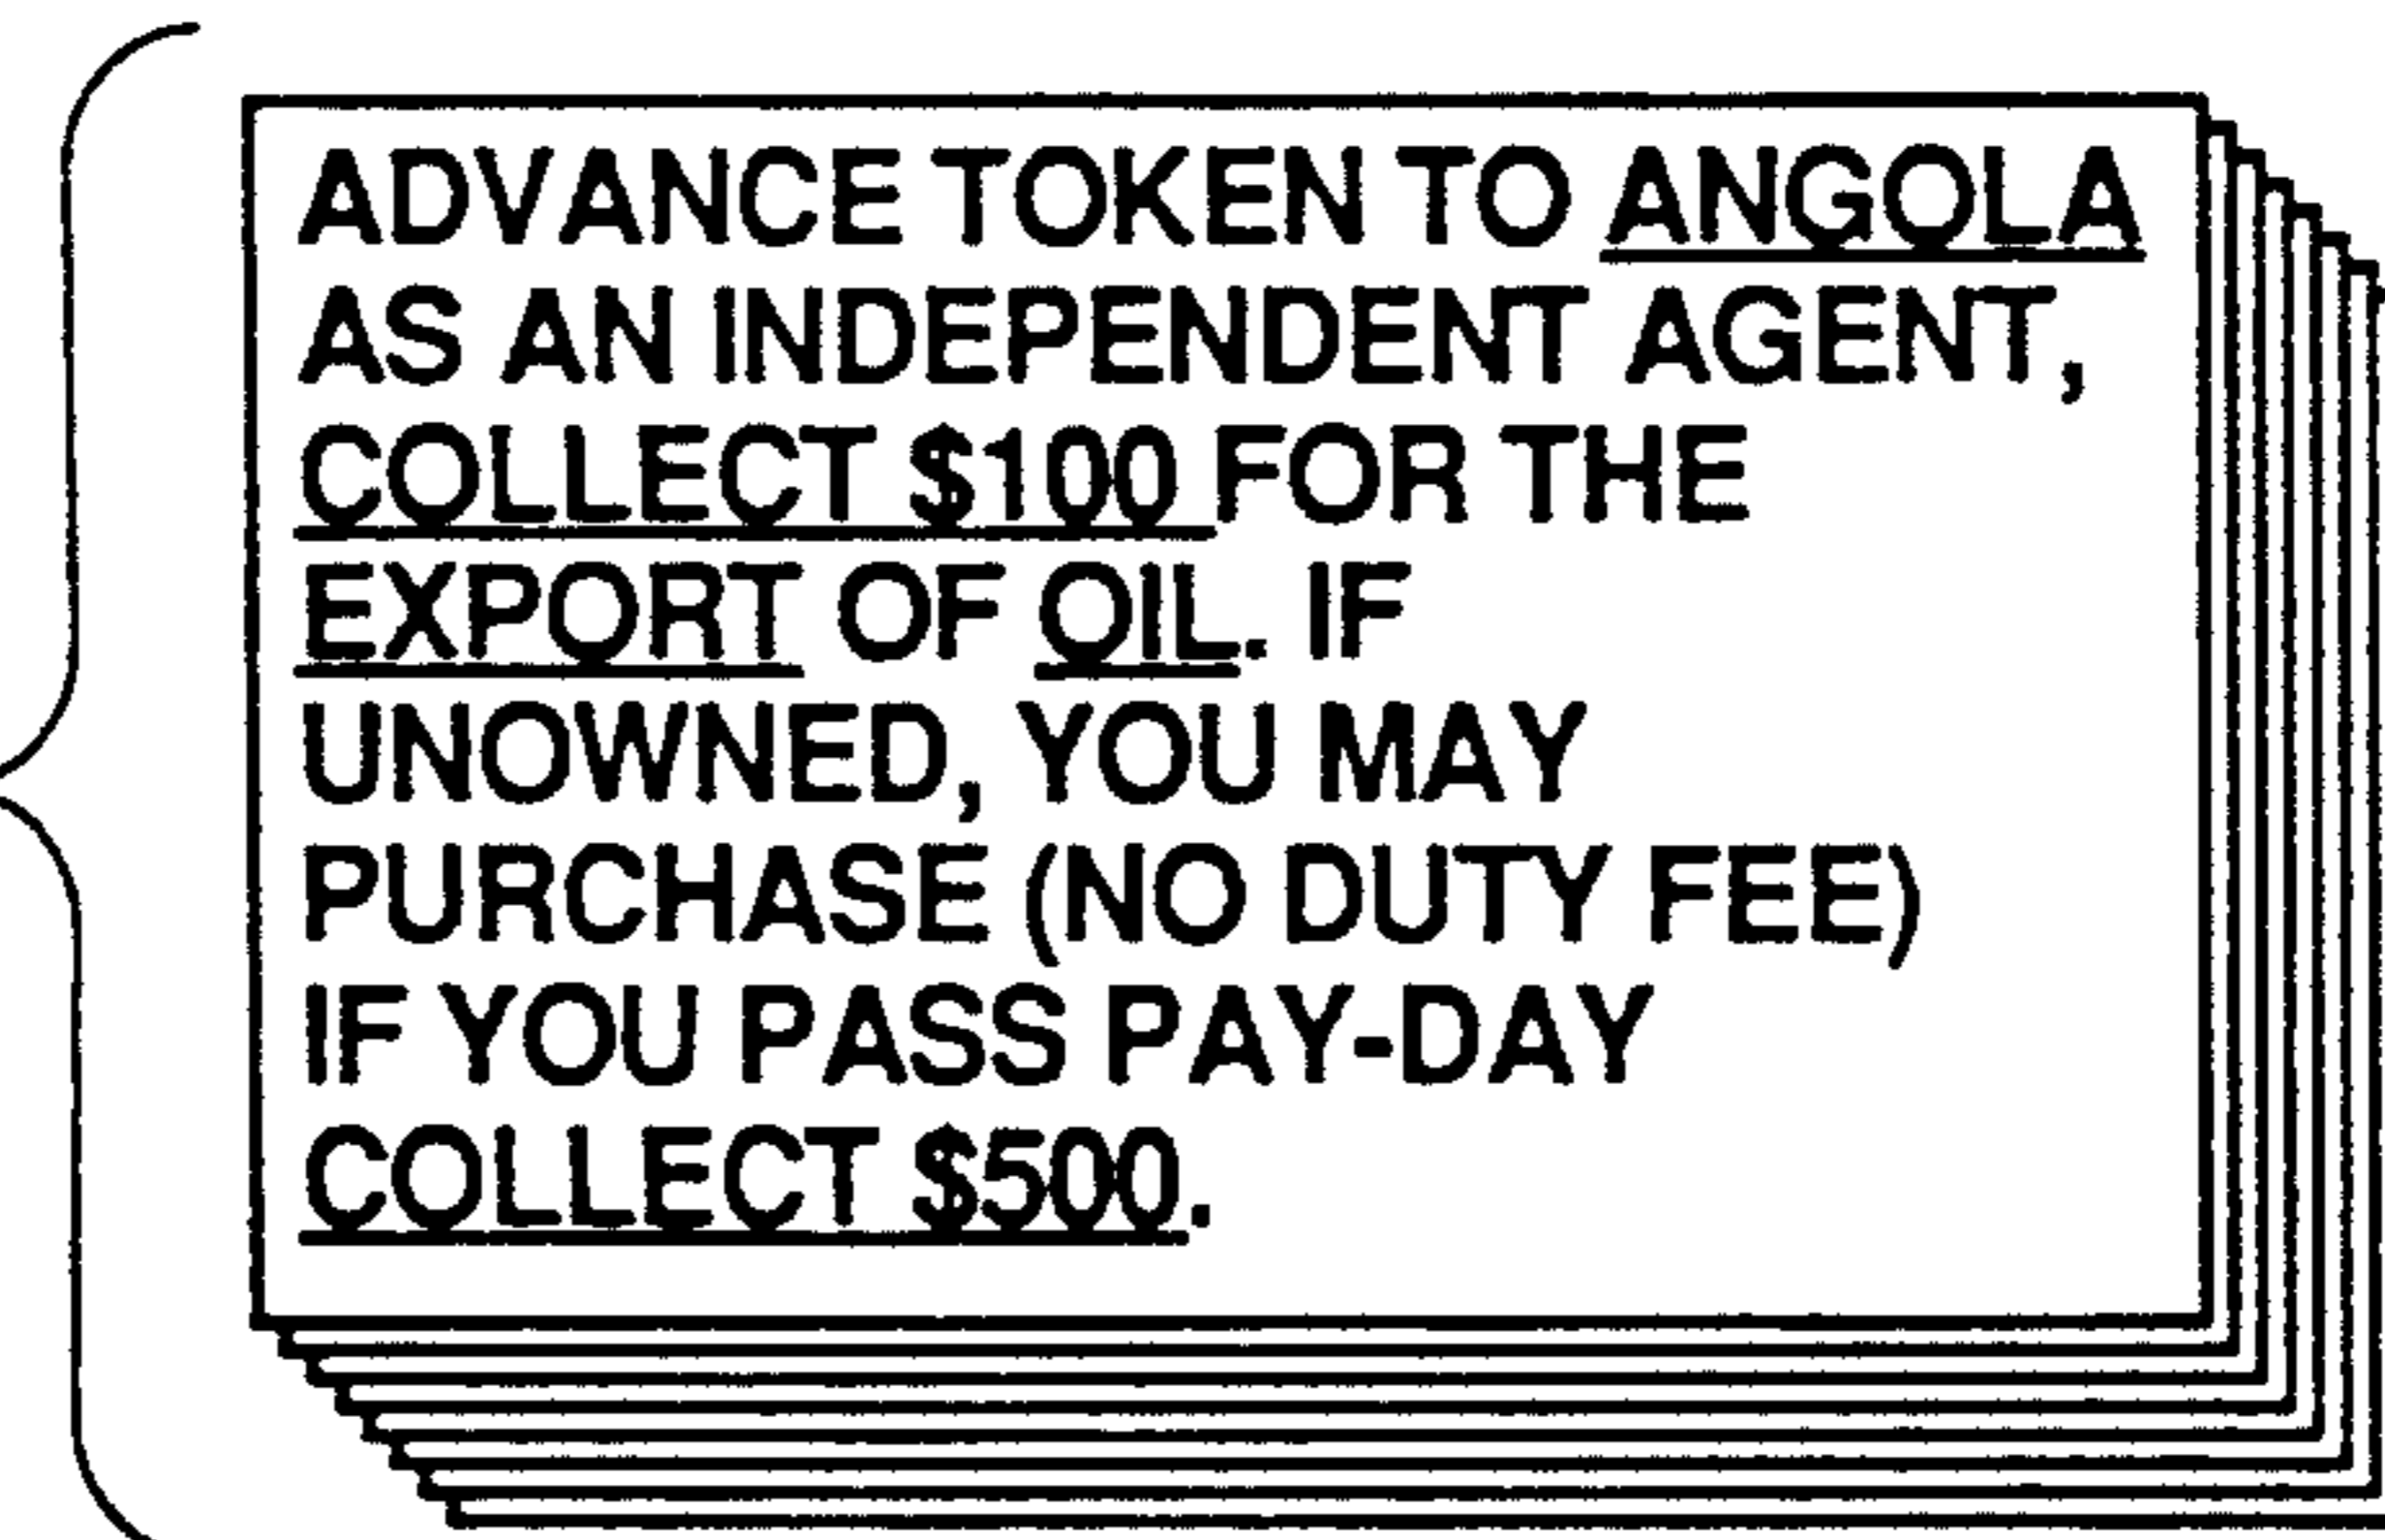 ADVANCE TOKEN TO ANGOLA
AS AN INDEPENDENT AGENT,
COLLECT $100 FOR THE
EXPORT OF OIL. IF
UNOWNED, YOU MAY
PURCHASE (NO DUTY FEE)
IF YOU PASS PAY-DAY
COLLECT $500.